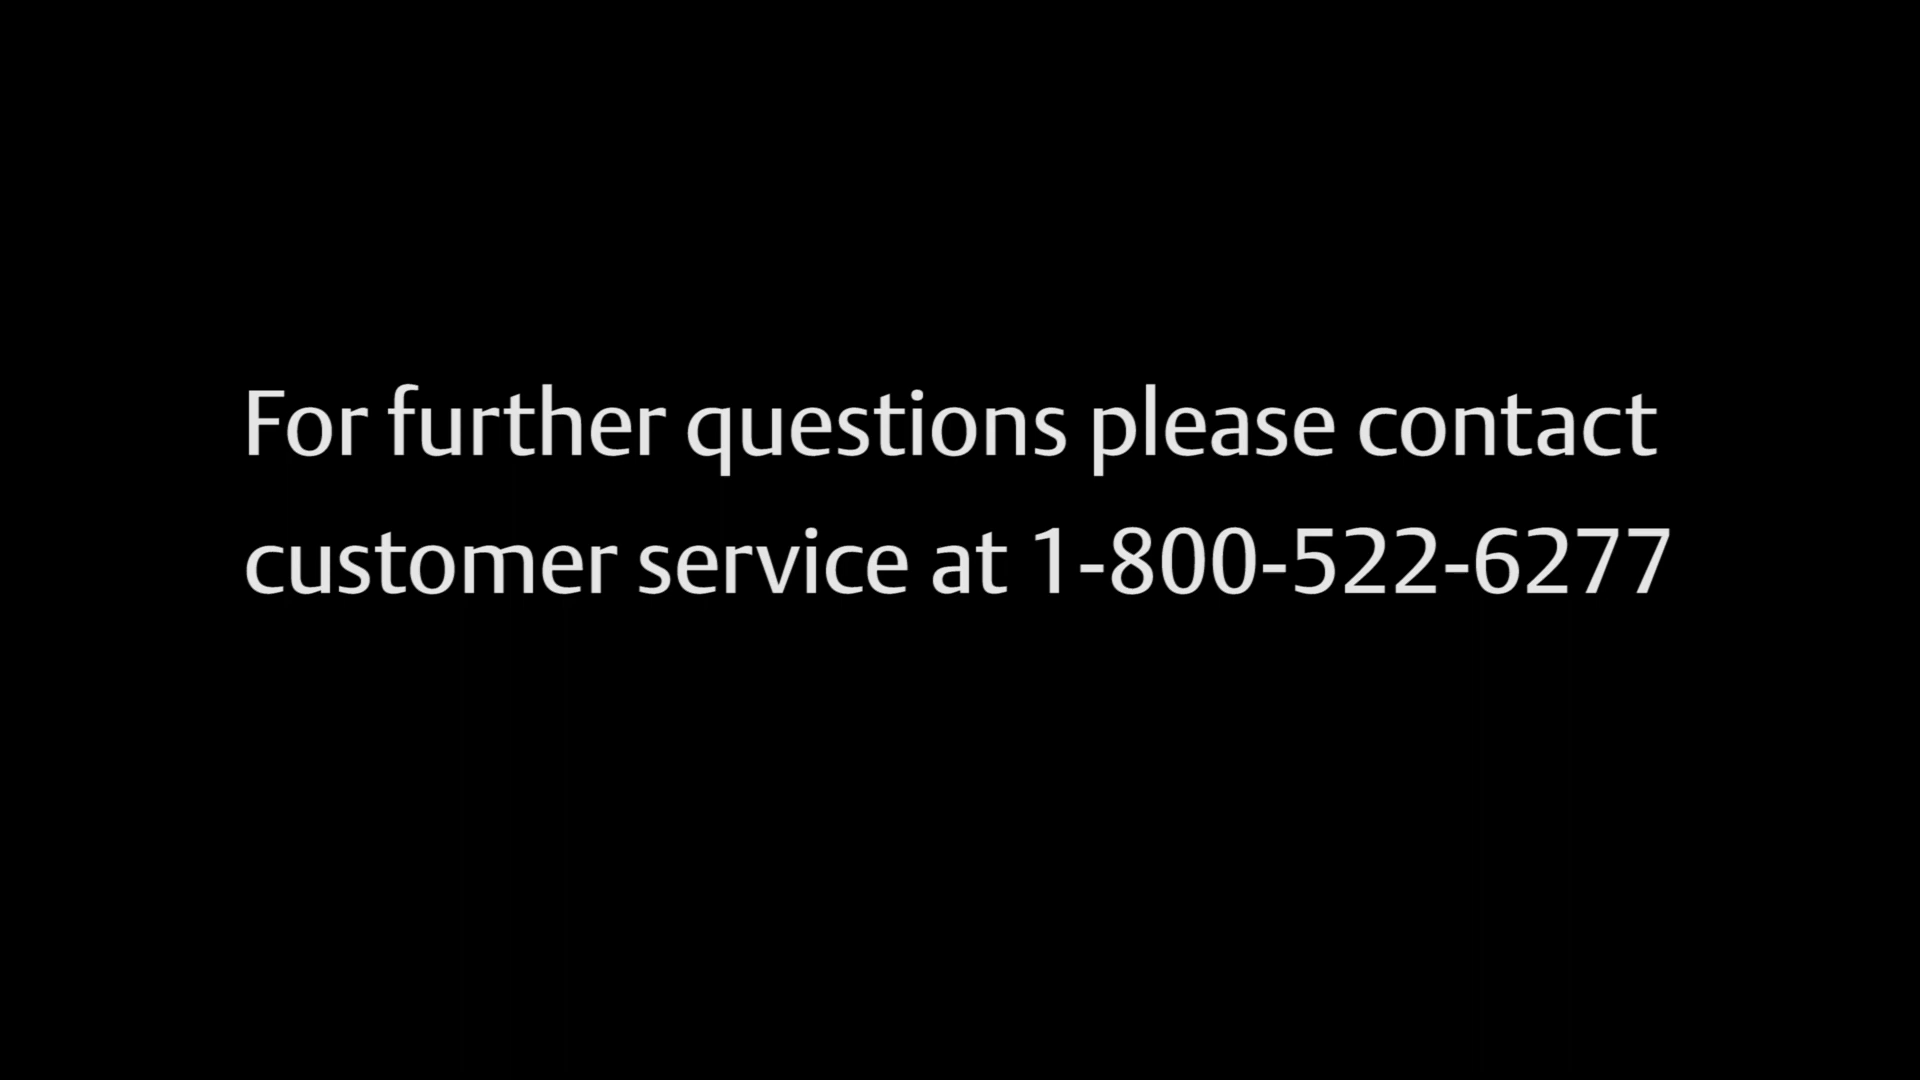 For further questions please contact
customer service at 1-800-522-6277